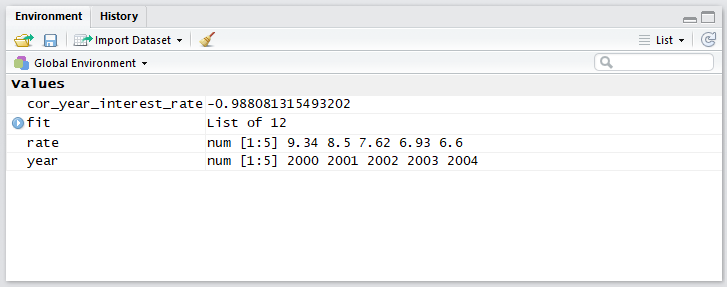 Environment History
Import Dataset List
Global Environment
Values
cor_year_interest_rate -0.988081315493202
fit List of 12
rate num [1:5] 9.34 8.5 7.62 6.93 6.6
year num [1:5] 2000 2001 2002 2003 2004